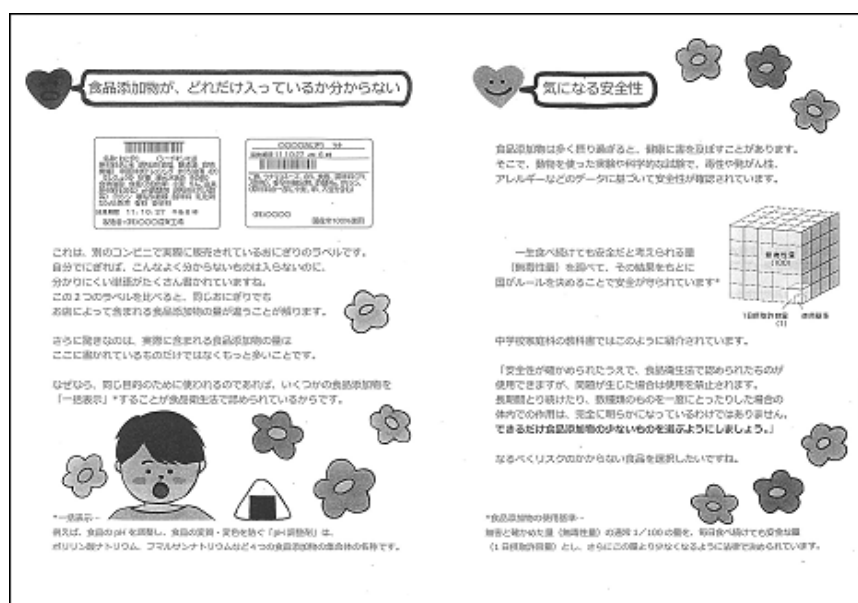 食品添加物が、どれだけ入っているか分からない
11.10.27
(株)○○○○
国産米100%使用
これは、別のコンビニで実際に販売されているおにぎりのラベルです。
自分でにぎれば、こんなよく分からないものは入らないのに、
分かりにくい単語がたくさん書かれていますね。
この2つのラベルを比べると、同じおにぎりでも
お店によって含まれる食品添加物の量が違うことが解ります。
さらに驚きなのは、実際に含まれる食品添加物の量は
ここに書かれているものだけではなくもっと多いことです。
なぜなら、同じ目的のために使われるのであれば、いくつかの食品添加物を
「一括表示」*することが食品衛生法で認められているからです。
*一括表示--
例えば、食品のpHを調整し、食品の変質・変色を防ぐ「pH調整剤」は、
ポリリン酸ナトリウム、フマルサンナトリウムなど4つの食品添加物の集合体の名称です。
気になる安全性
食品添加物は多く摂り過ぎると、健康に害を及ぼすことがあります。
そこで、動物を使った実験や科学的な試験で、毒性や発がん性、
アレルギーなどのデータに基づいて安全性が確認されています。
一生食べ続けても安全だと考えられる量
(無毒性量)を調べて、その結果をもとに
国がルールを決めることで安全が守られています*
無毒性量
(100)
1日摂取許容量
(1)
使用基準
中学校家庭科の教科書ではこのように紹介されています。
「安全性が確かめられたうえで、食品衛生法で認められたものが
使用できますが、問題が生じた場合は使用を禁止されます。
長期間とり続けたり、数種類のものを一度にとったりした場合の
体内での作用は、完全に明らかになっているわけではありません。
できるだけ食品添加物の少ないものを選ぶようにしましょう。」
なるべくリスクのかからない食品を選択したいですね。
*食品添加物の使用基準--
無害と確かめた量(無毒性量)の通常1/100の量を、毎日食べ続けても安全な量
(1日摂取許容量)とし、さらにこの量より少なくなるように法律で決められています。